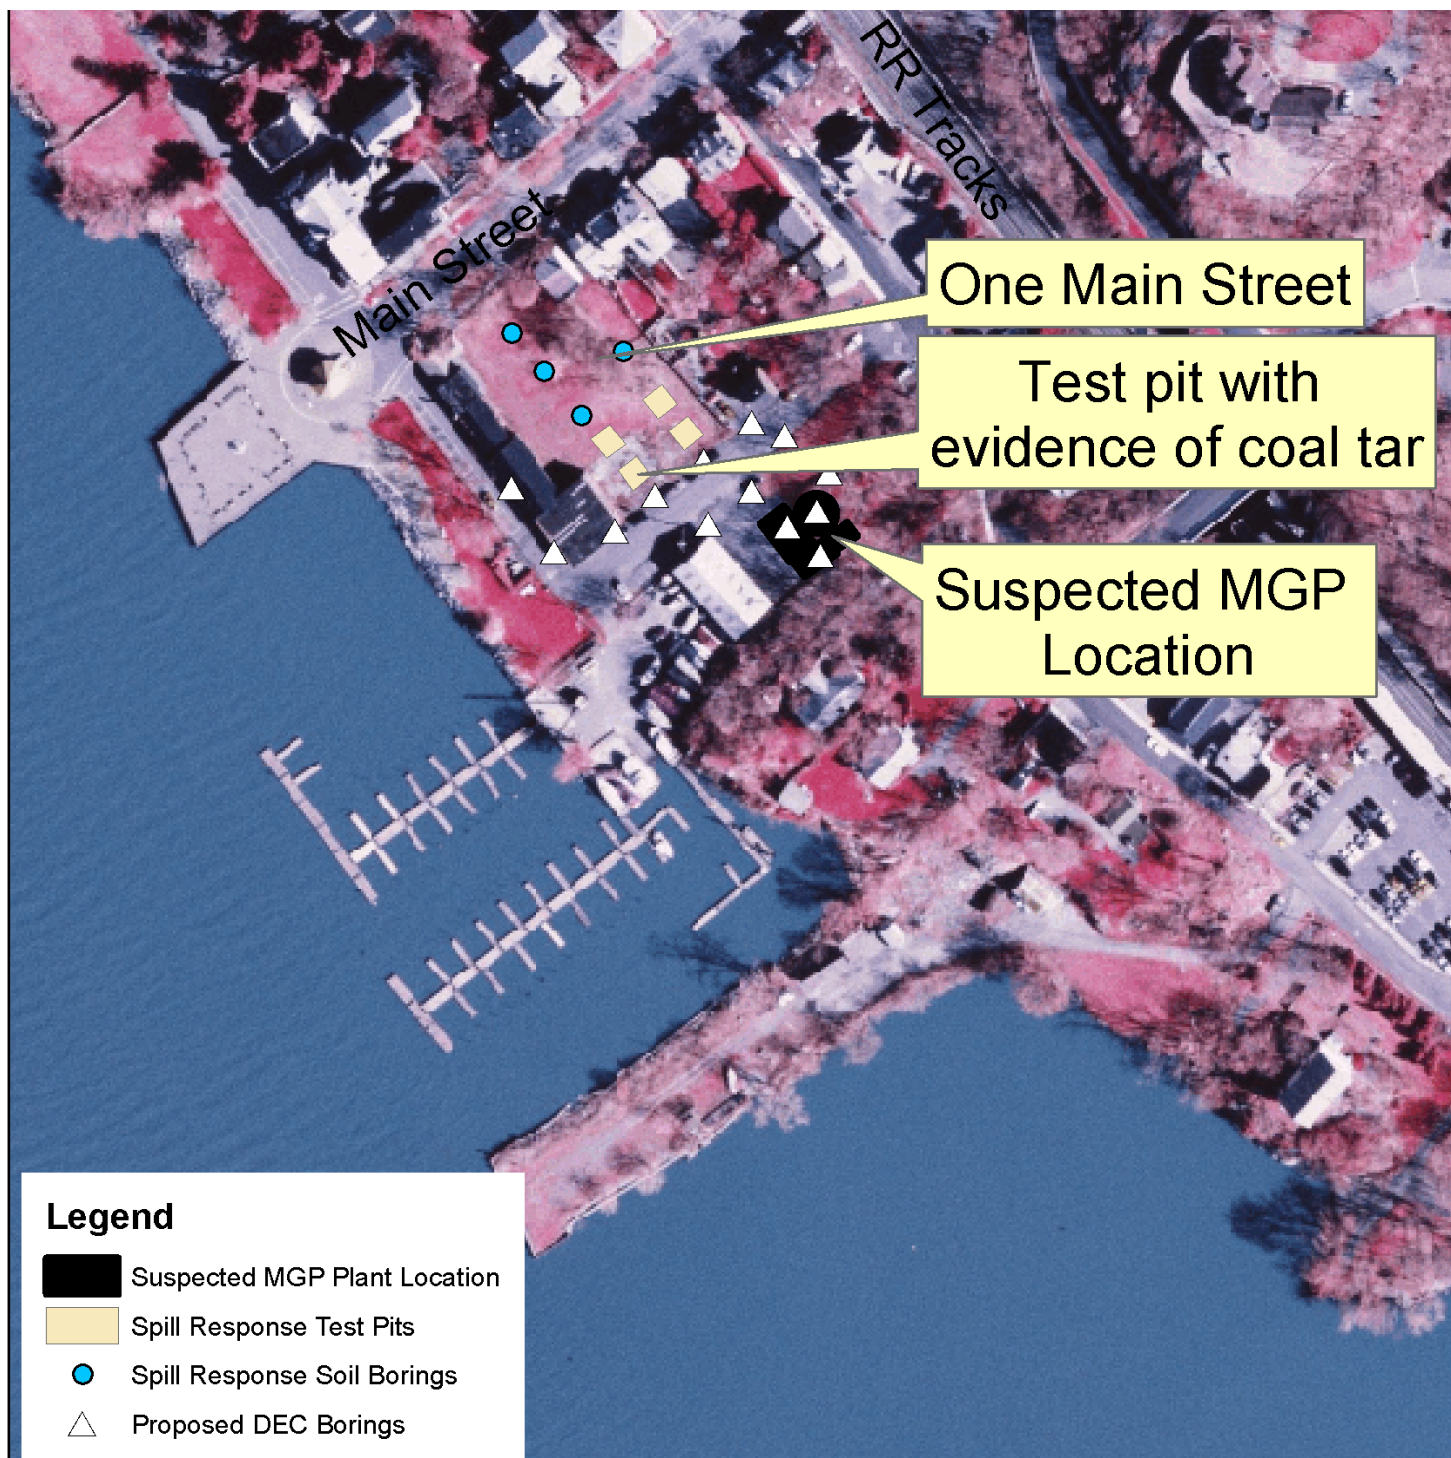 RR Tracks
Main Street
One Main Street
Test pit with
evidence of coal tar
Suspected MGP
Location
Legend
Suspected MGP Plant Location
Spill Response Test Pits
Spill Response Soil Borings
Proposed DEC Borings